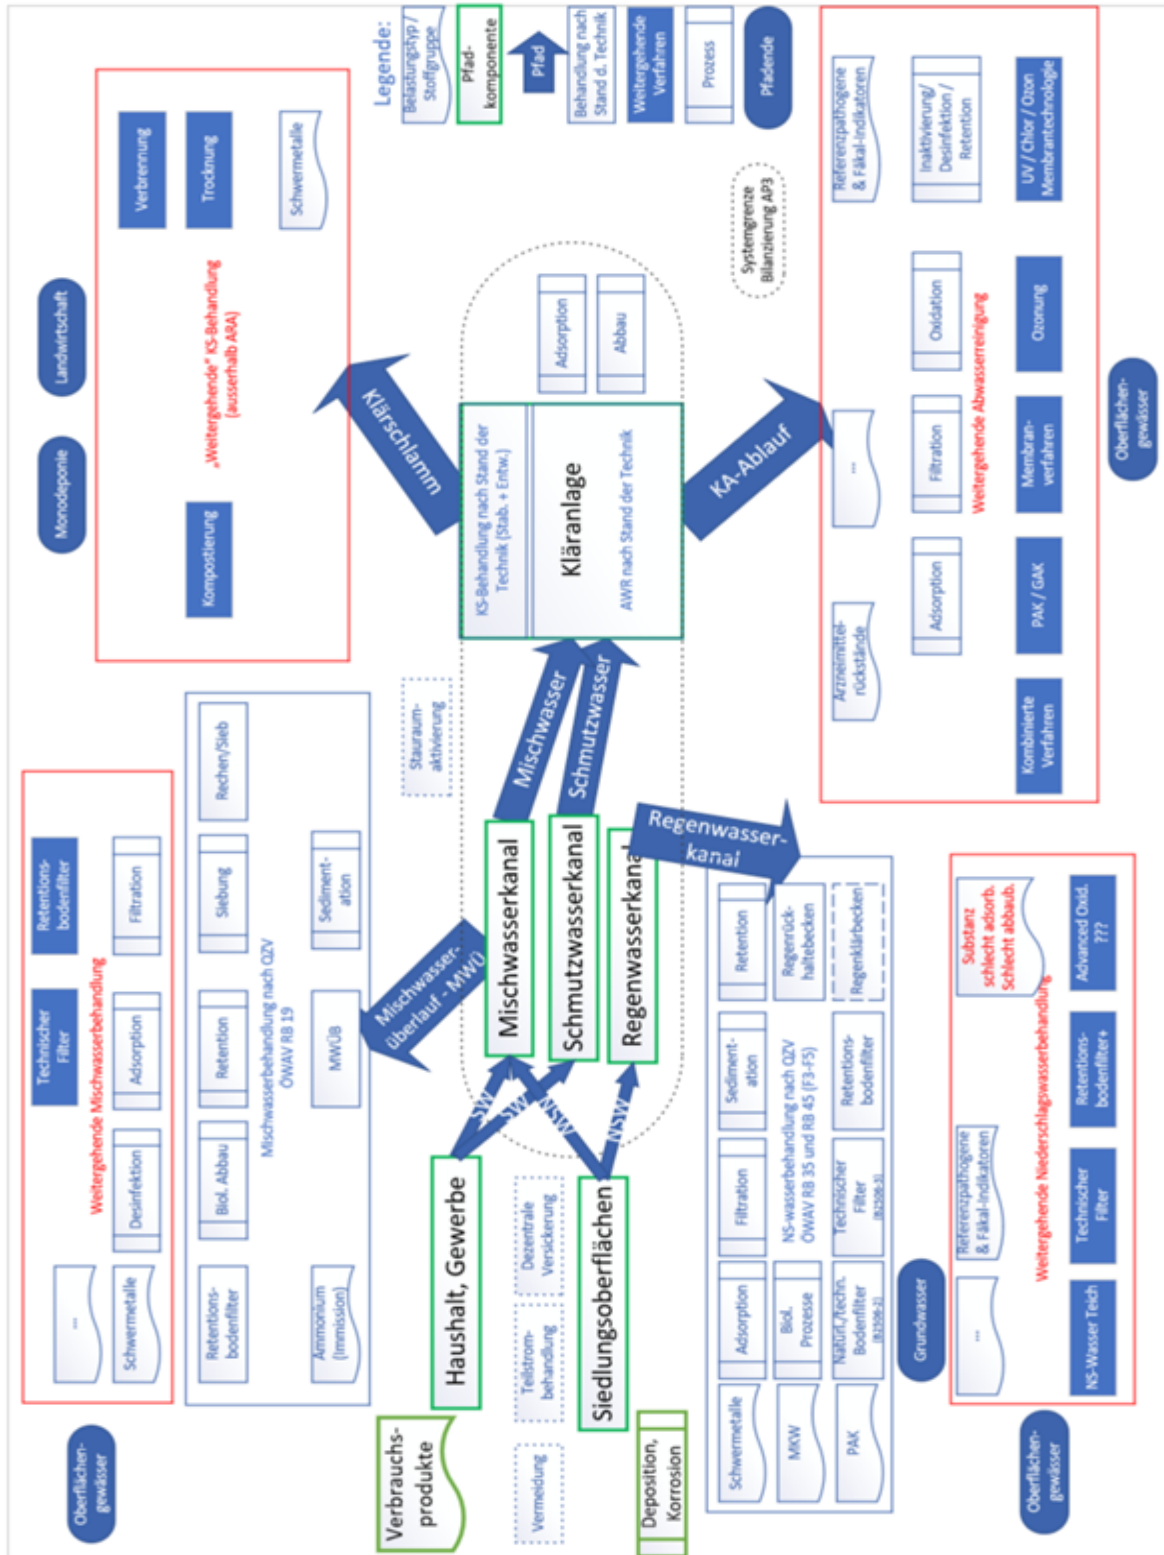 Oberflächen-
gewässer
...
Schwermetalle
Technischer
Filter
Retentions-
bodenfilter
Weitergehende Mischwasserbehandlung
Desinfektion
Adsorption
Filtration
Retentions-
bodenfilter
Biol. Abbau
Retention
Siebung
Rechen/Sieb
Mischwasserbehandlung nach QZV
ÖWAV RB 19
Ammonium
(Immission)
MWÜB
Sediment-
ation
Monodeponie
Landwirtschaft
Kompostierung
„Weitergehende" KS-Behandlung
(ausserhalb ARA)
Verbrennung
Trocknung
Schwermetalle
Legende:
Belastungstyp /
Stoffgruppe
Pfad-
komponente
Pfad
Behandlung nach
Stand d. Technik
Weitergehende
Verfahren
Prozess
Pfadende
Verbrauchs-
produkte
Haushalt, Gewerbe
Vermeidung
Teilstrom-
behandlung
Dezentrale
Versickerung
Siedlungsoberflächen
Deposition,
Korrosion
SW
SW
NSW
NSW
Mischwasser-
überlauf - MWÜ
Mischwasserkanal
Schmutzwasserkanal
Regenwasserkanal
Stauraum-
aktivierung
Mischwasser
Schmutzwasser
Regenwasser-
kanal
Klärschlamm
KS-Behandlung nach Stand der
Technik (Stab. + Entw.)
Kläranlage
AWR nach Stand der Technik
Adsorption
Abbau
KA-Ablauf
Systemgrenze
Bilanzierung AP3
Schwermetalle
MKW
PAK
Adsorption
Filtration
Sediment-
ation
Retention
Biol.
Prozesse
NS-wasserbehandlung nach QZV
ÖWAV RB 35 und RB 45 (F3-F5)
Regenrück-
haltebecken
Natürl./techn.
Bodenfilter
(B2506-2)
Technischer
Filter
(B2506-3)
Retentions-
bodenfilter
Regenklärbecken
Grundwasser
Oberflächen-
gewässer
...
Referenzpathogene
& Fäkal-Indikatoren
Substanz
schlecht adsorb.
Schlecht abbaub.
Weitergehende Niederschlagswasserbehandlung
NS-Wasser Teich
Technischer
Filter
Retentions-
bodenfilter+
Advanced Oxid.
???
Arzneimittel-
rückstände
...
Referenzpathogene
& Fäkal-Indikatoren
Adsorption
Filtration
Oxidation
Inaktivierung/
Desinfektion /
Retention
Weitergehende Abwasserreinigung
Kombinierte
Verfahren
PAK / GAK
Membran-
verfahren
Ozonung
UV / Chlor / Ozon
Membrantechnologie
Oberflächen-
gewässer